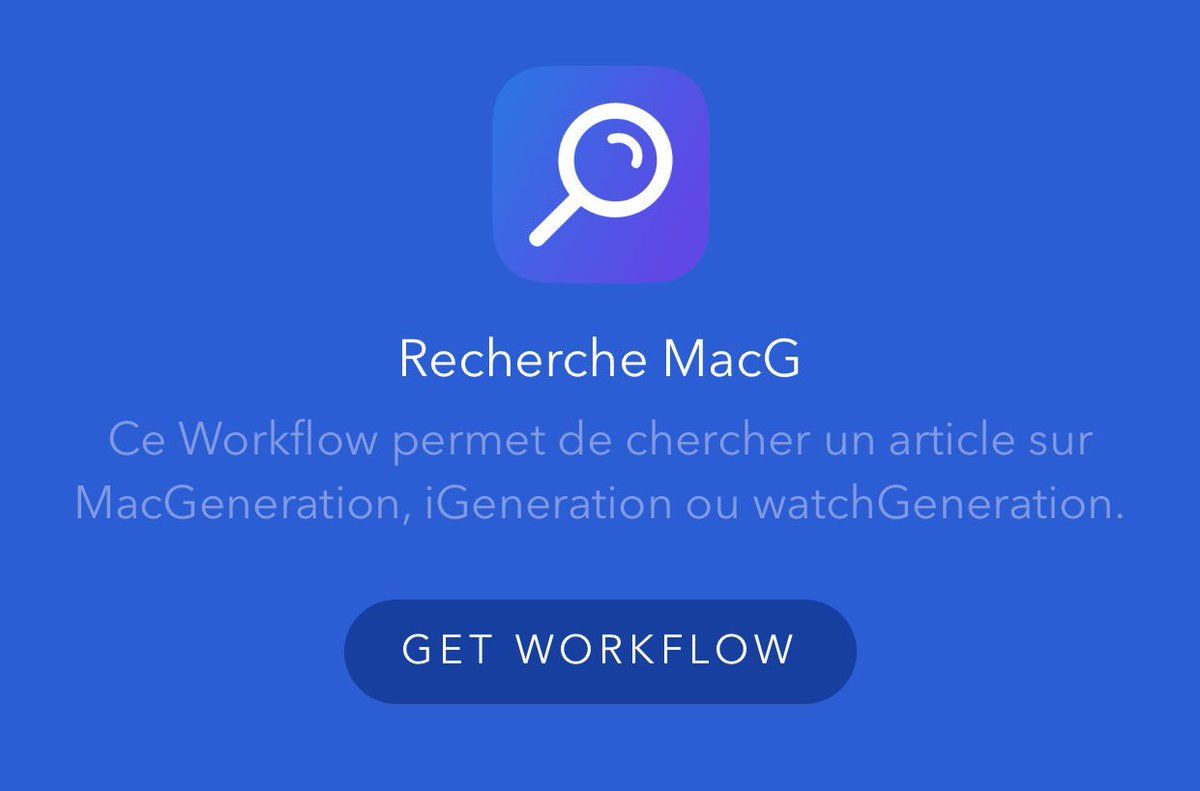 Recherche MacG
Ce Workflow permet de chercher un article sur
MacGeneration, iGeneration ou watchGeneration.
GET WORKFLOW